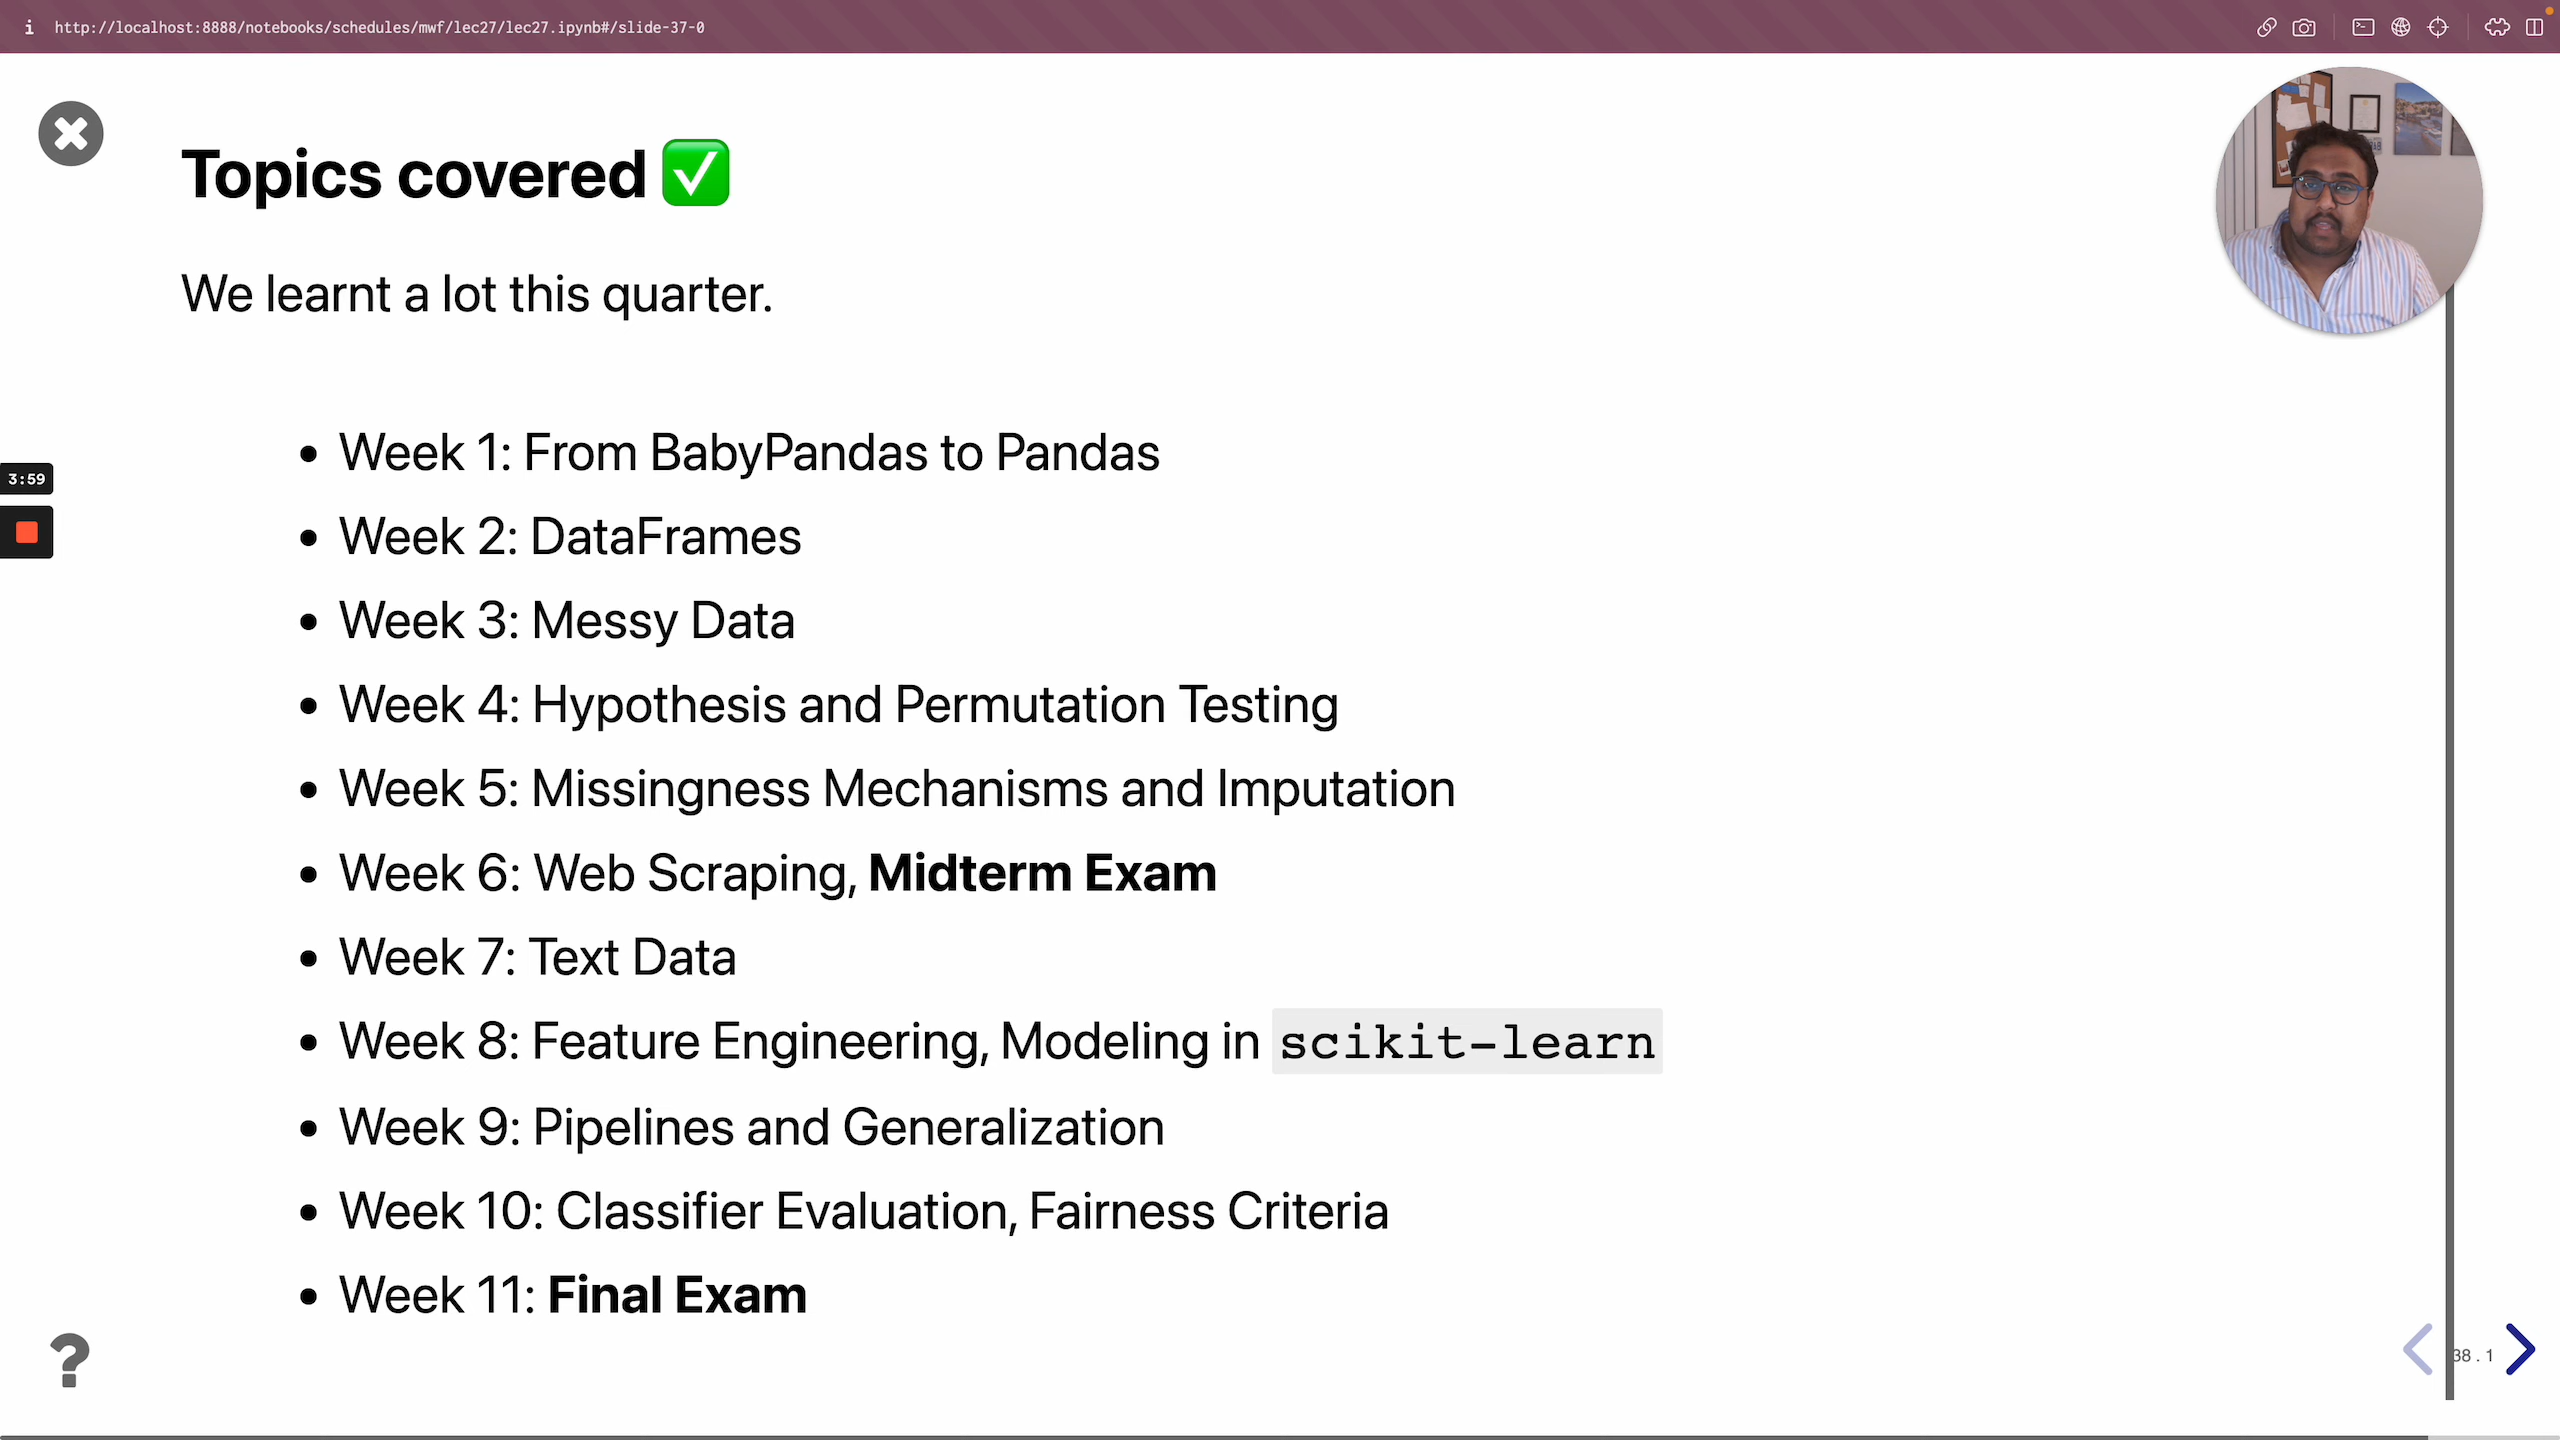 i http://localhost:8888/notebooks/schedules/mwf/lec27/lec27.ipynb#/slide-37-0
Topics covered ✅
We learnt a lot this quarter.
3:59
• Week 1: From BabyPandas to Pandas
• Week 2: DataFrames
• Week 3: Messy Data
• Week 4: Hypothesis and Permutation Testing
• Week 5: Missingness Mechanisms and Imputation
• Week 6: Web Scraping, Midterm Exam
• Week 7: Text Data
• Week 8: Feature Engineering, Modeling in scikit-learn
• Week 9: Pipelines and Generalization
• Week 10: Classifier Evaluation, Fairness Criteria
• Week 11: Final Exam
?
38.1